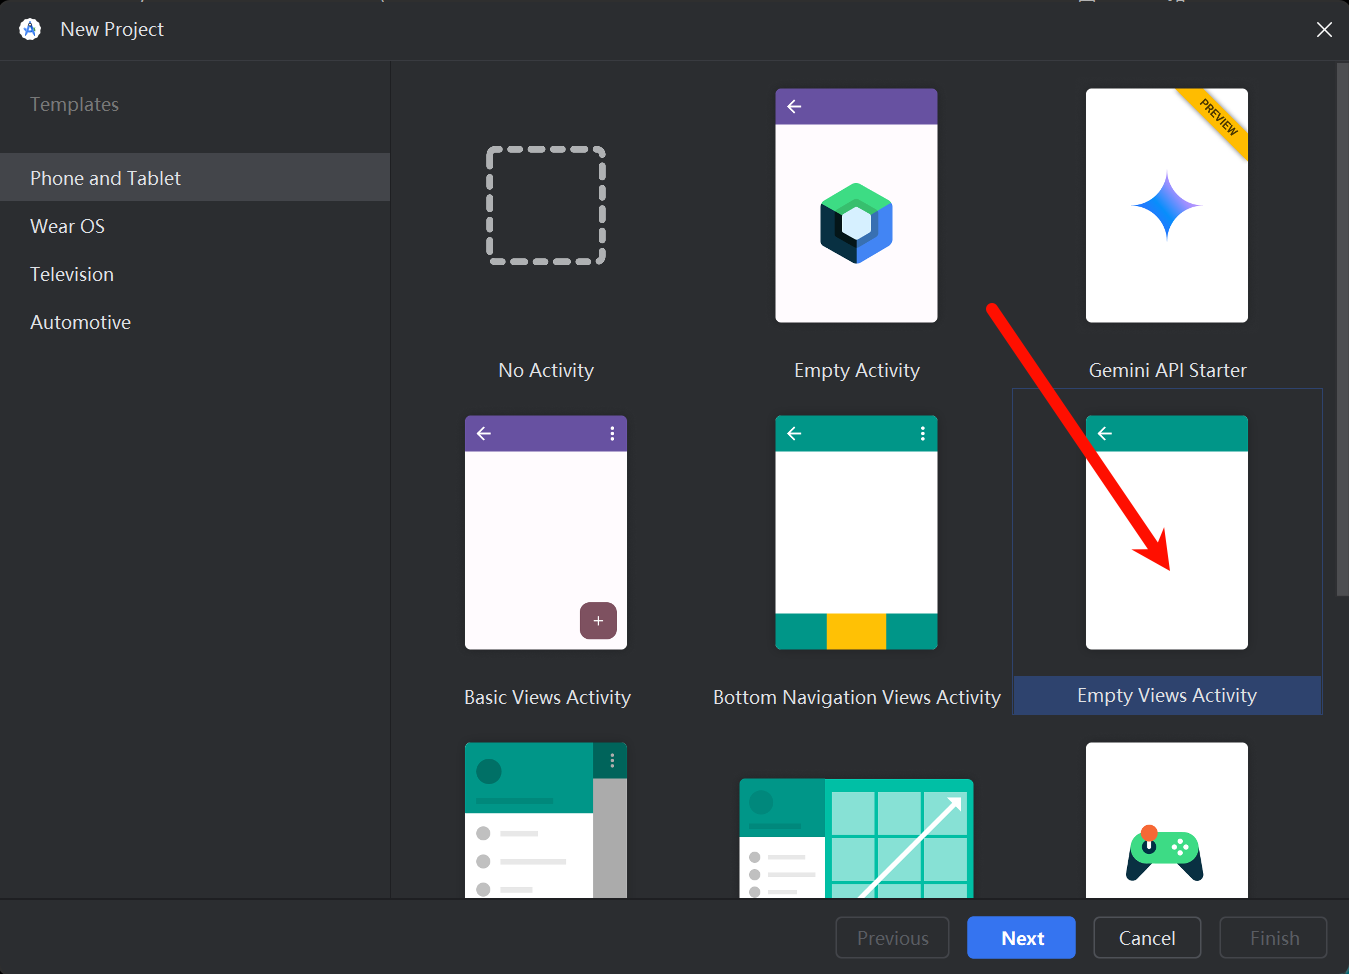 New Project
Templates
Phone and Tablet
Wear OS
Television
Automotive
PREVIEW
No Activity
Empty Activity
Gemini API Starter
Basic Views Activity
Bottom Navigation Views Activity
Empty Views Activity
Previous
Next
Cancel
Finish